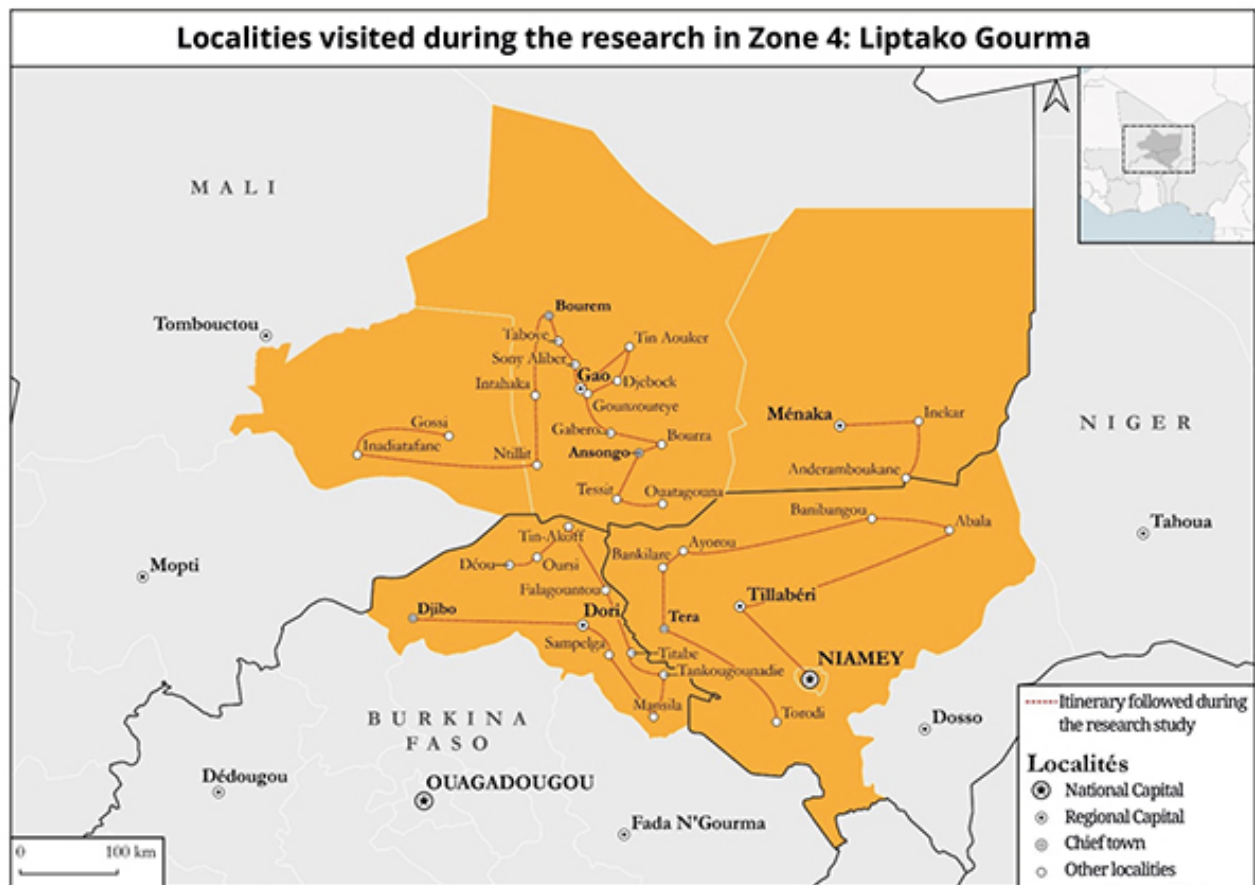 Localities visited during the research in Zone 4: Liptako Gourma
MALI
Tombouctou
Bourem
Taboye
Tin Aouker
Sony Aliber
Gao
Djebock
Intahaka
Gounzoureye
Gossi
Gabero
Bourra
Inadiatafane
Ntillit
Ansongo
Tessit
Ouatagouna
Ménaka
Inekar
Anderamboukane
NIGER
Banibangou
Abala
Tahoua
Ayorou
Bankilare
Tin-Akoff
Déou
Oursi
Mopti
Falagountou
Tillabéri
Djibo
Dori
Tera
Sampelga
Titabe
NIAMEY
Tankougounadie
Mansila
Torodi
Dosso
BURKINA
FASO
Dédougou
OUAGADOUGOU
Fada N'Gourma
0 100 km
Itinerary followed during
the research study
Localités
National Capital
Regional Capital
Chief town
Other localities